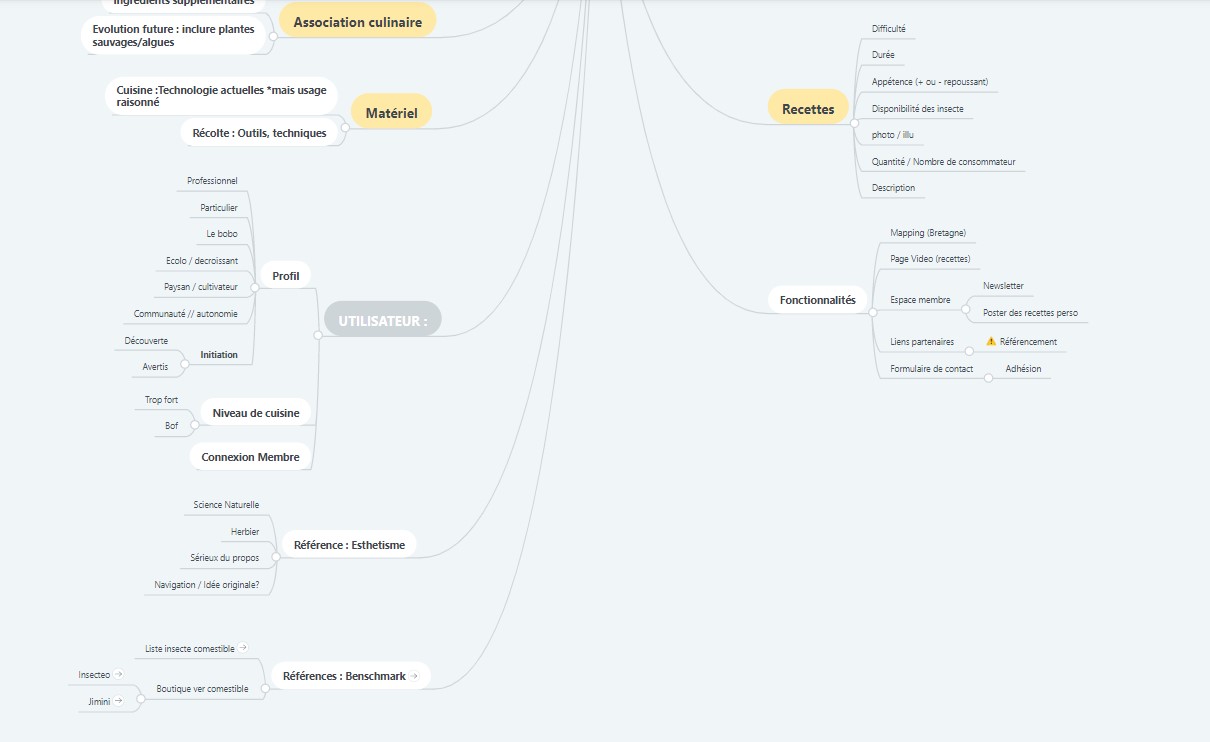 Ingrédients supplémentaires
Association culinaire
Evolution future : inclure plantes
sauvages/algues
Cuisine :Technologie actuelles *mais usage
raisonné
Matériel
Récolte : Outils, techniques
Professionnel
Particulier
Le bobo
Ecolo / decroissant
Profil
Paysan / cultivateur
Communauté // autonomie
UTILISATEUR :
Découverte
Initiation
Avertis
Trop fort
Niveau de cuisine
Bof
Connexion Membre
Science Naturelle
Herbier
Référence : Esthetisme
Sérieux du propos
Navigation / Idée originale?
Liste insecte comestible
Références : Benschmark
Insecteo
Boutique ver comestible
Jimini
Difficulté
Durée
Appétence (+ ou - repoussant)
Recettes
Disponibilité des insecte
photo / illu
Quantité / Nombre de consommateur
Description
Mapping (Bretagne)
Page Video (recettes)
Newsletter
Fonctionnalités
Espace membre
Poster des recettes perso
Liens partenaires
Référencement
Formulaire de contact
Adhésion